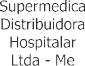 Supermedica
Distribuidora
Hospitalar
Ltda - Me